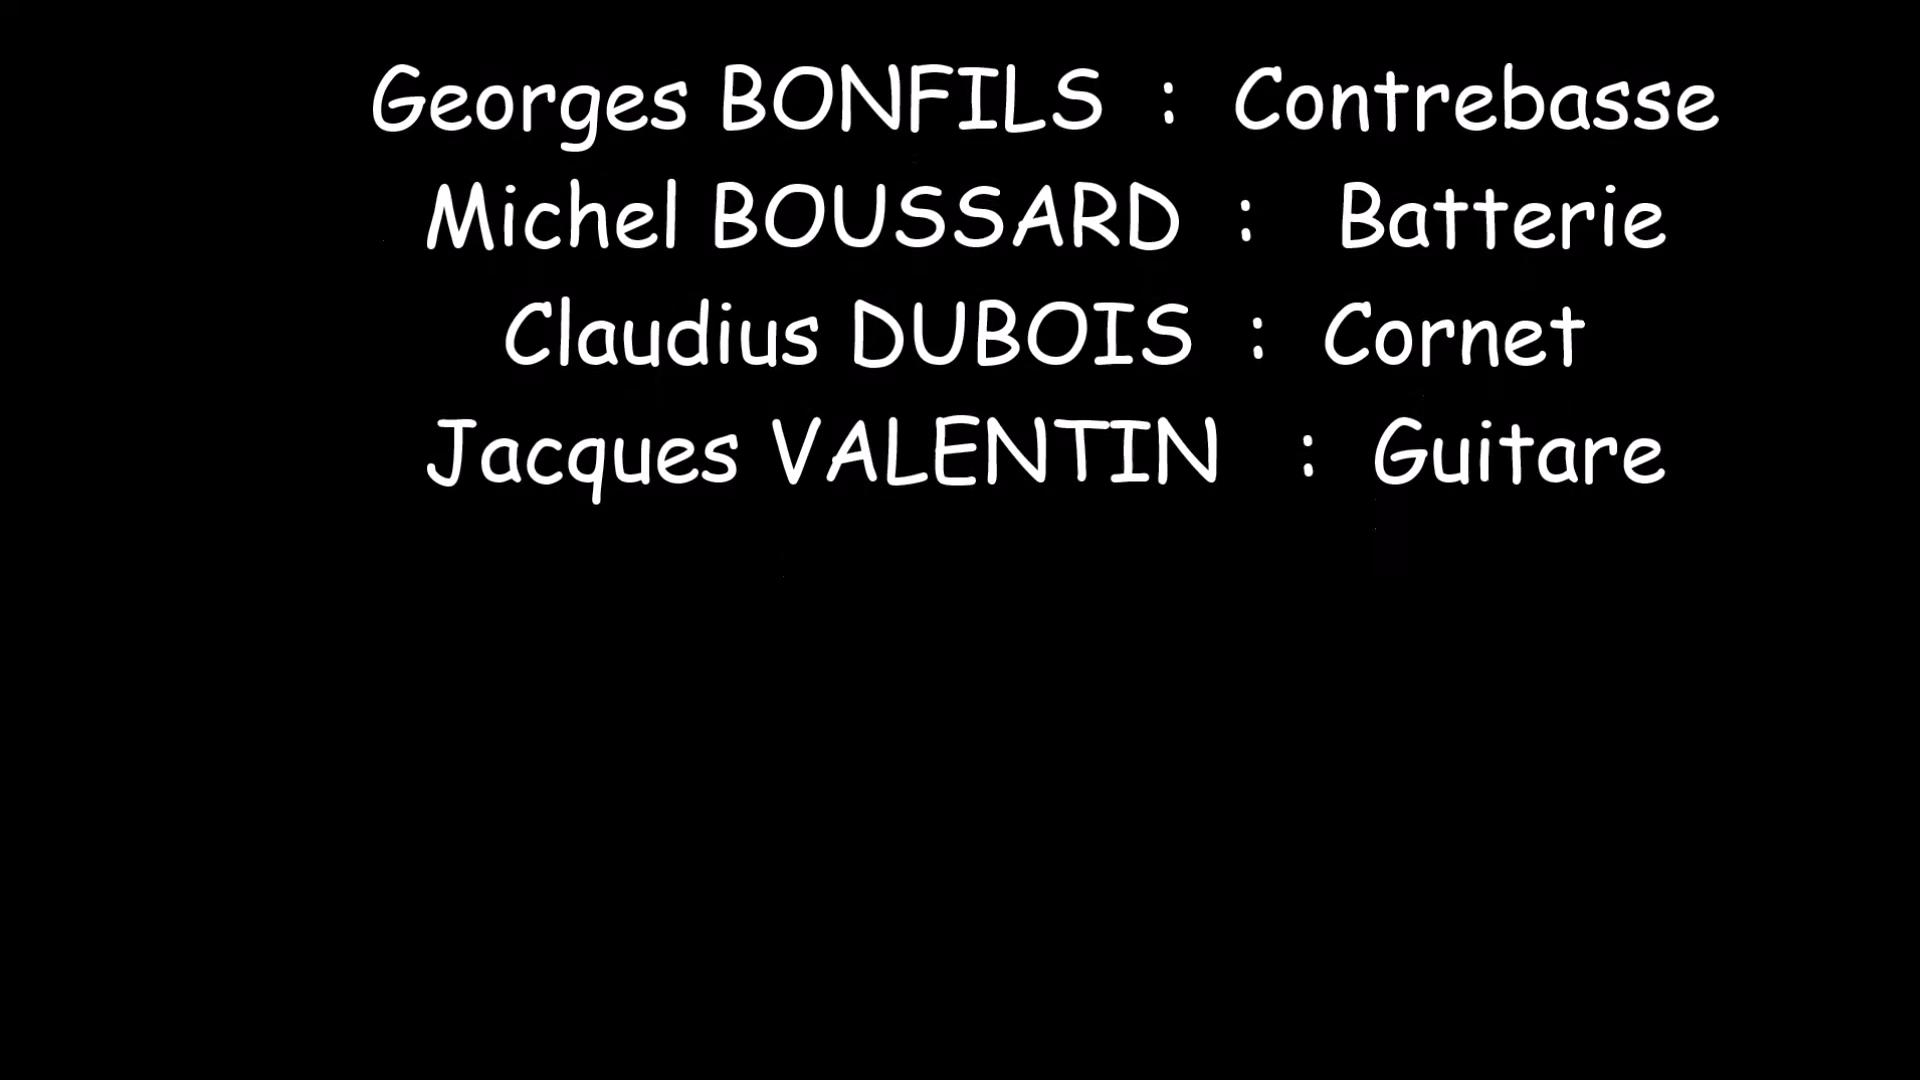 Georges BONFILS : Contrebasse
Michel BOUSSARD : Batterie
Claudius DUBOIS : Cornet
Jacques VALENTIN : Guitare